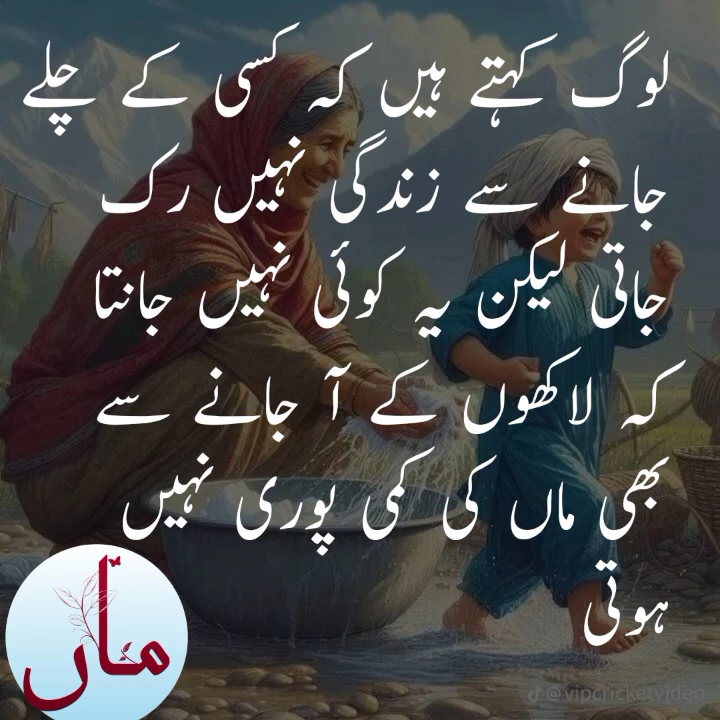 لوگ کہتے ہیں کہ کسی کے چلے
جانے سے زندگی نہیں رک
جاتی لیکن یہ کوئی نہیں جانتا
کہ لاکھوں کے آ جانے سے
بھی ماں کی کمی پوری نہیں
ہوتی
ماں
@vipcricketvideo